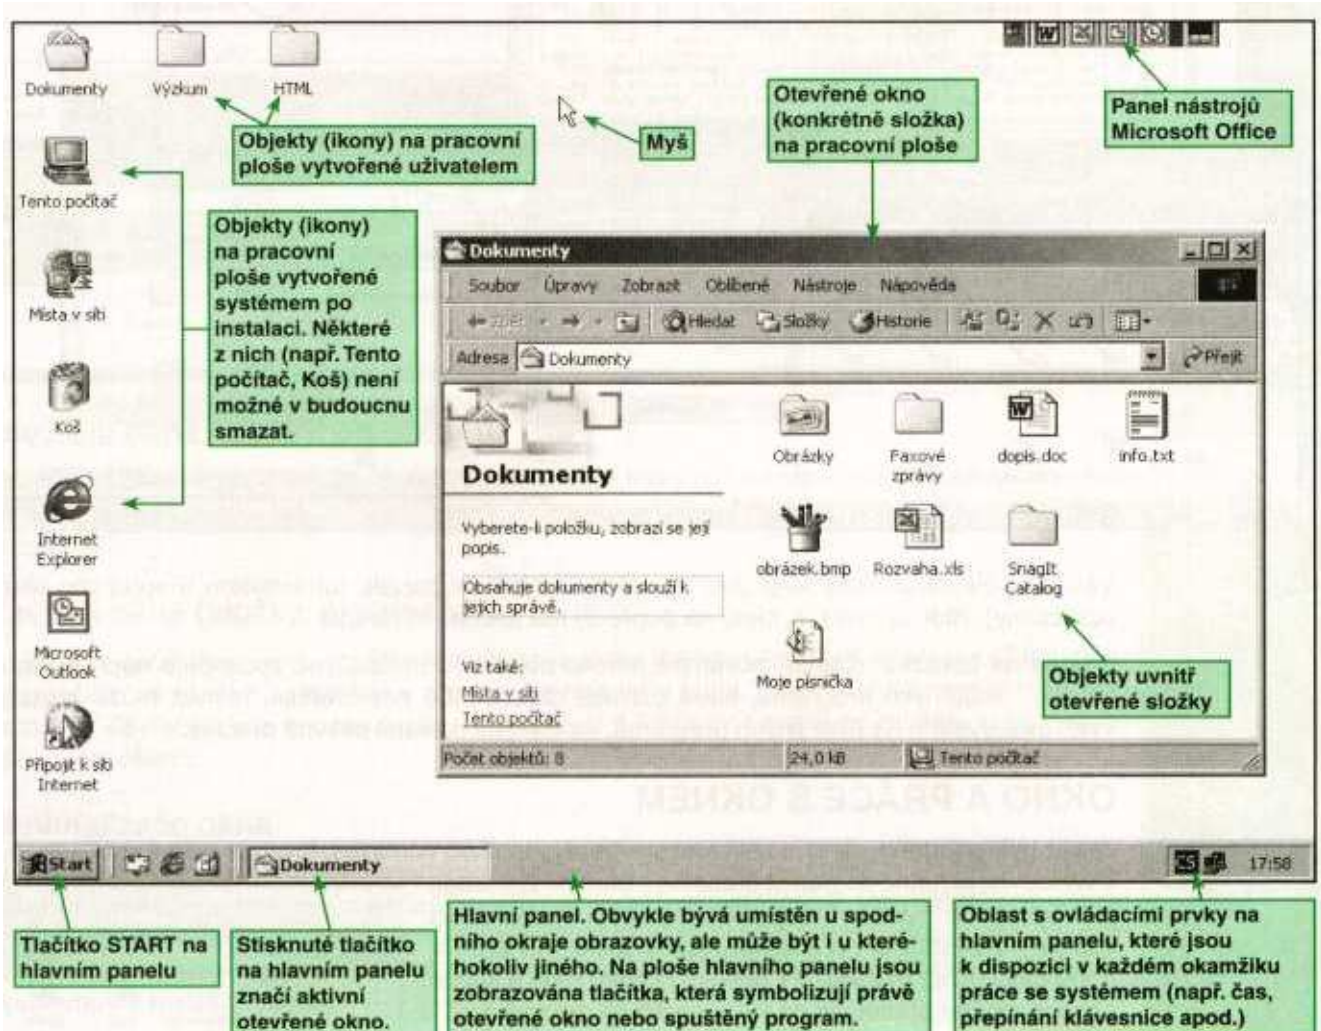 Dokumenty
Výzkum
HTML
Objekty (ikony) na pracovní
ploše vytvořené uživatelem
Myš
Otevřené okno
(konkrétně složka)
na pracovní ploše
Panel nástrojů
Microsoft Office
Tento počítač
Objekty (ikony)
na pracovní
ploše vytvořené
systémem po
instalaci. Některé
z nich (např. Tento
počítač, Koš) není
možné v budoucnu
smazat.
Místa v síti
Koš
Internet
Explorer
Microsoft
Outlook
Připojit k síti
Internet
Dokumenty
Soubor Úpravy Zobrazit Oblíbené Nástroje Nápověda
Zpět Hledat Složky Historie
Adresa Dokumenty Přejít
Dokumenty
Vyberete-li položku, zobrazí se její
popis.
Obsahuje dokumenty a slouží k
jejich správě.
Viz také:
Místa v síti
Tento počítač
Obrázky
Faxové
zprávy
dopis.doc
info.txt
obrázek.bmp
Rozvaha.xls
SnagIt
Catalog
Moje písnička
Objekty uvnitř
otevřené složky
Počet objektů: 8 24,0 kB Tento počítač
Start Dokumenty 17:58
Tlačítko START na
hlavním panelu
Stisknuté tlačítko
na hlavním panelu
značí aktivní
otevřené okno.
Hlavní panel. Obvykle bývá umístěn u spod-
ního okraje obrazovky, ale může být i u které-
hokoliv jiného. Na ploše hlavního panelu jsou
zobrazována tlačítka, která symbolizují právě
otevřené okno nebo spuštěný program.
Oblast s ovládacími prvky na
hlavním panelu, které jsou
k dispozici v každém okamžiku
práce se systémem (např. čas,
přepínání klávesnice apod.)